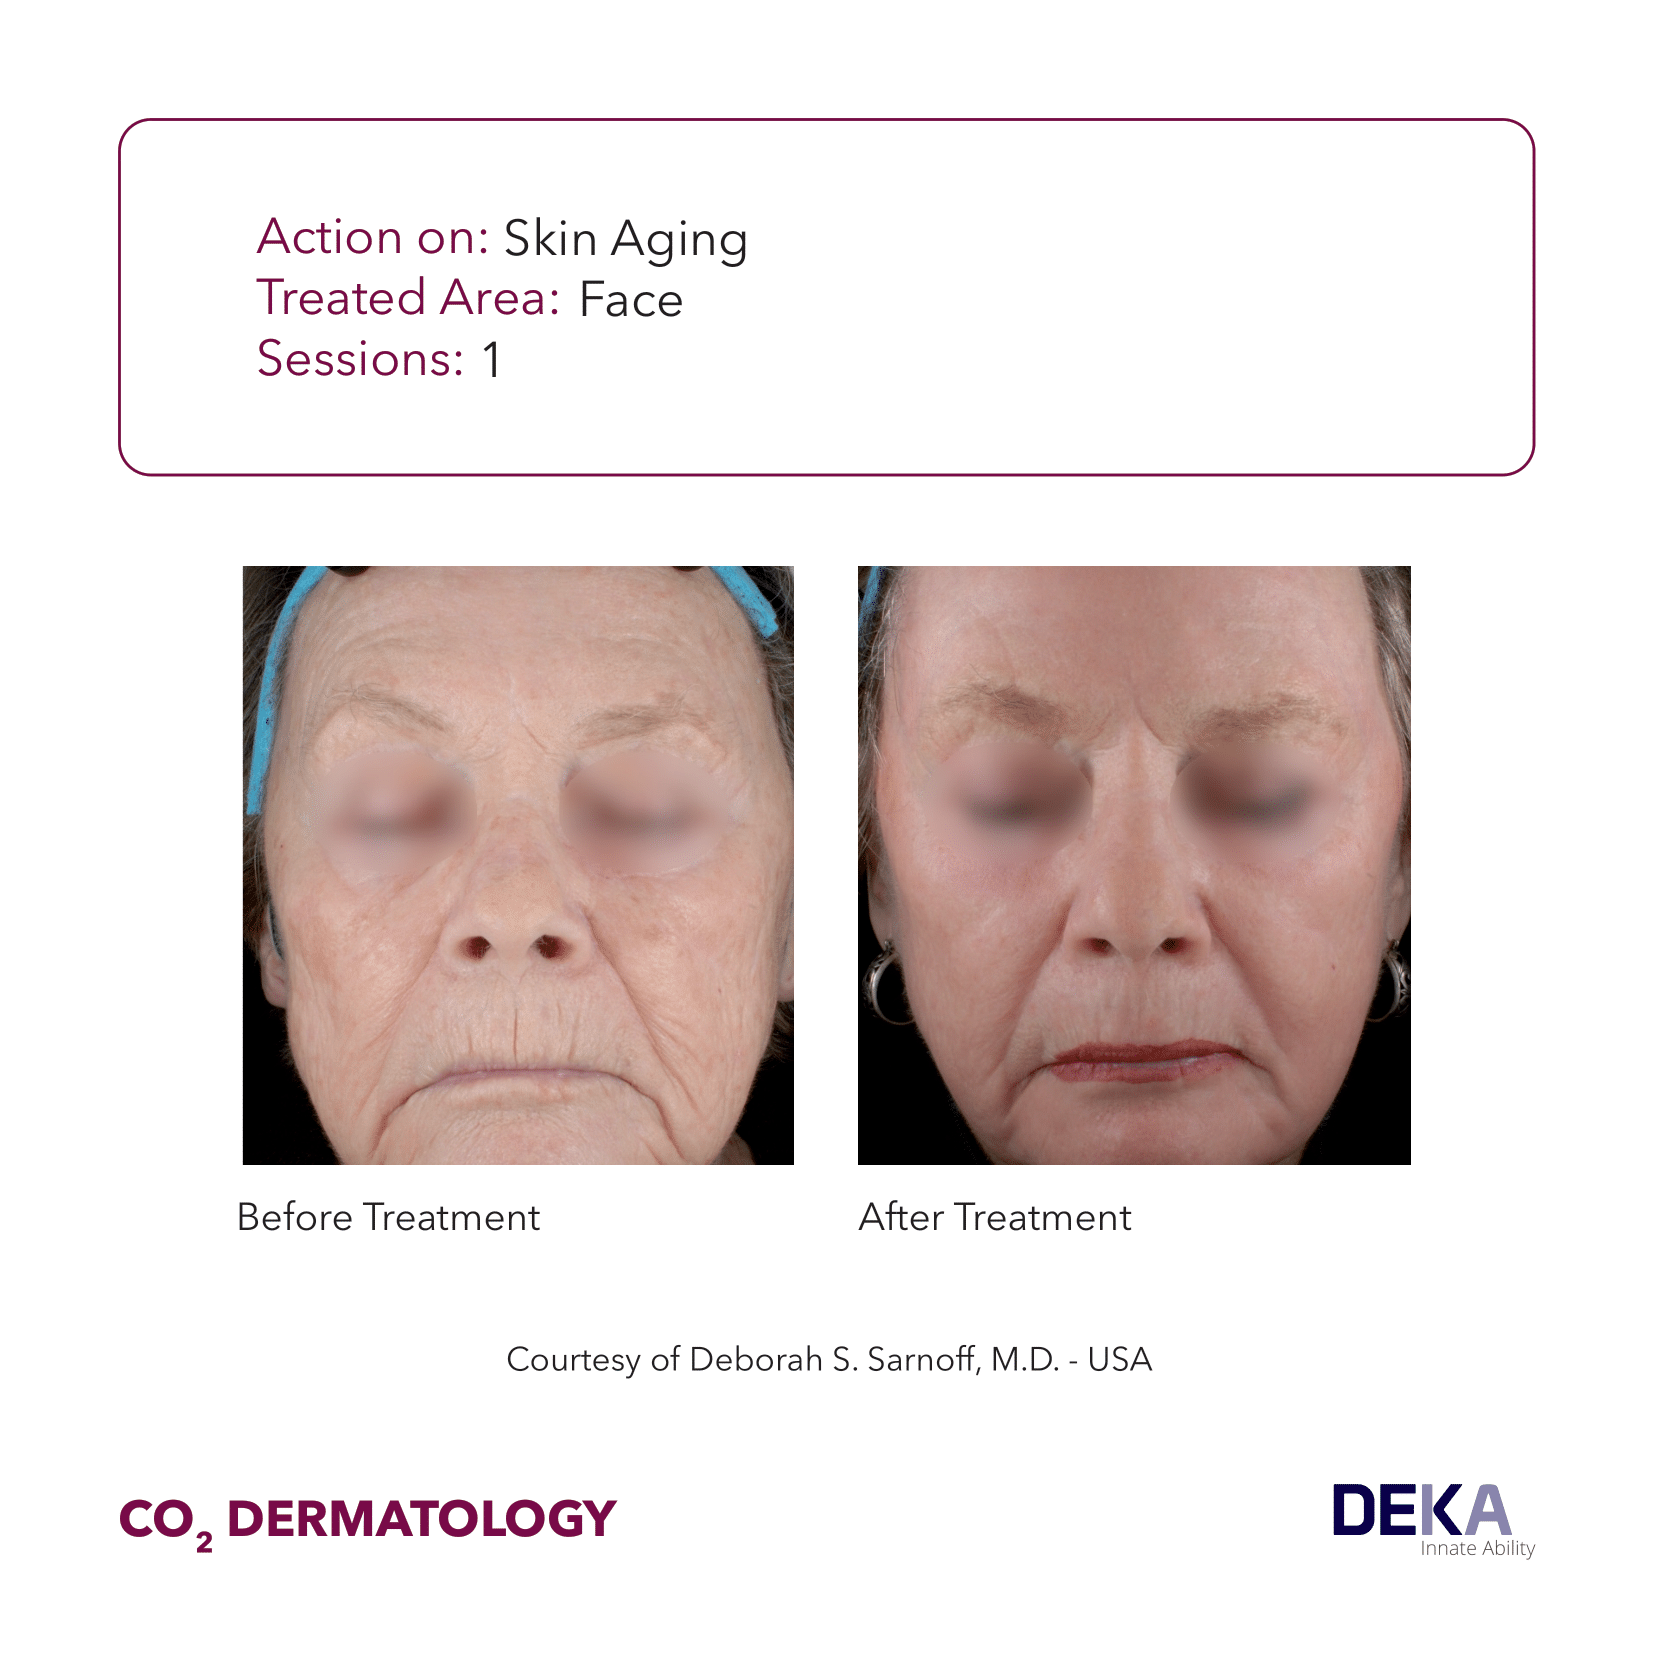 Action on: Skin Aging
Treated Area: Face
Sessions: 1
Before Treatment
After Treatment
Courtesy of Deborah S. Sarnoff, M.D. - USA
CO₂ DERMATOLOGY
DEKA
Innate Ability